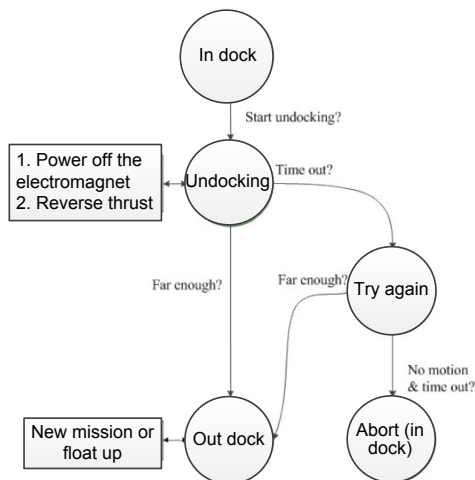 In dock
Start undocking?
1. Power off the
electromagnet
2. Reverse thrust
Undocking
Time out?
Far enough?
Far enough?
Try again
No motion
& time out?
New mission or
float up
Out dock
Abort (in
dock)